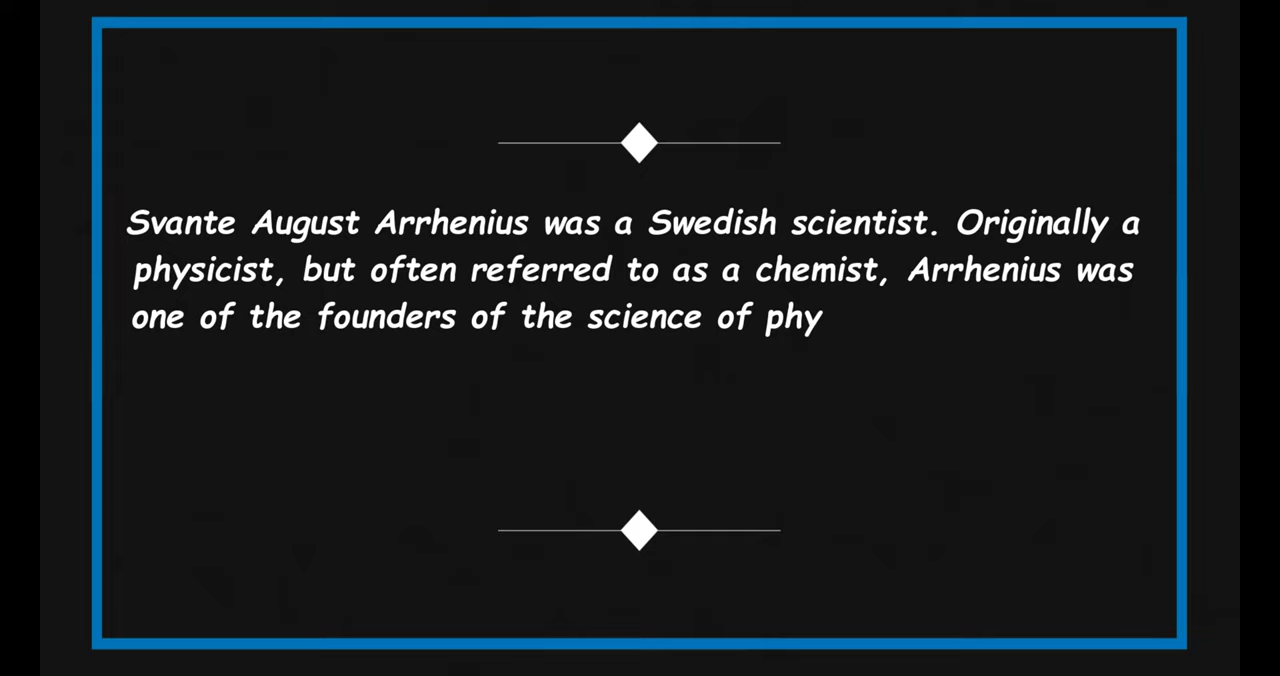 Svante August Arrhenius was a Swedish scientist. Originally a
physicist, but often referred to as a chemist, Arrhenius was
one of the founders of the science of phy